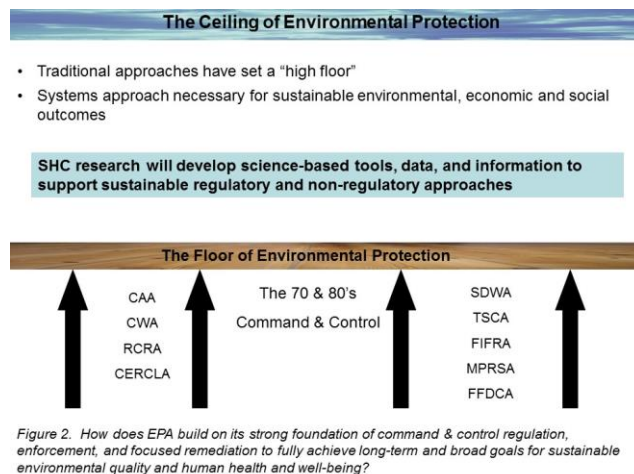 The Ceiling of Environmental Protection
• Traditional approaches have set a “high floor”
• Systems approach necessary for sustainable environmental, economic and social
outcomes
SHC research will develop science-based tools, data, and information to
support sustainable regulatory and non-regulatory approaches
The Floor of Environmental Protection
CAA
CWA
RCRA
CERCLA
The 70 & 80’s
Command & Control
SDWA
TSCA
FIFRA
MPRSA
FFDCA
Figure 2. How does EPA build on its strong foundation of command & control regulation,
enforcement, and focused remediation to fully achieve long-term and broad goals for sustainable
environmental quality and human health and well-being?